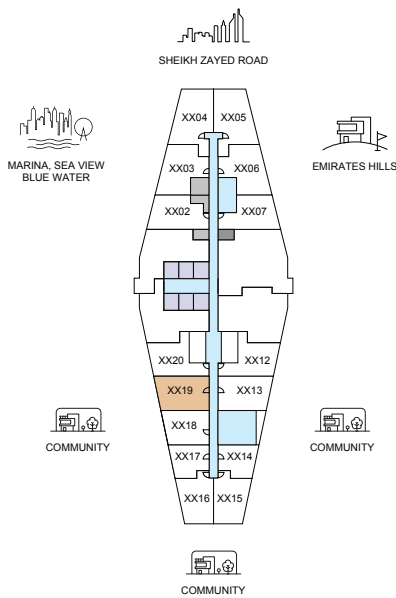 SHEIKH ZAYED ROAD
XX04 XX05
MARINA, SEA VIEW
BLUE WATER
EMIRATES HILLS
XX03 XX06
XX02 XX07
XX20 XX12
XX19 XX13
XX18
COMMUNITY
COMMUNITY
XX17 XX14
XX16 XX15
COMMUNITY